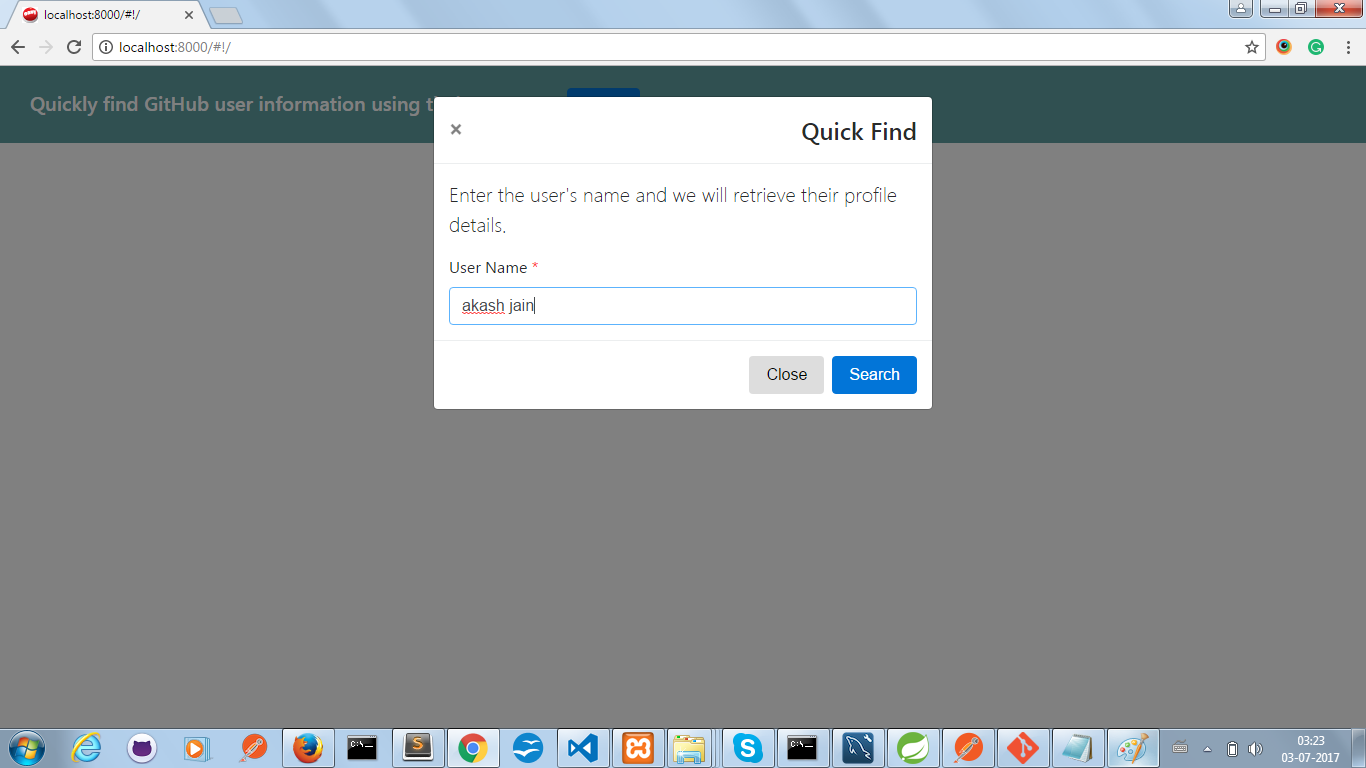 localhost:8000/#!/
localhost:8000/#!/
Quickly find GitHub user information using
Quick Find
Enter the user's name and we will retrieve their profile
details.
User Name *
akash jain
Close
Search
03:23
03-07-2017